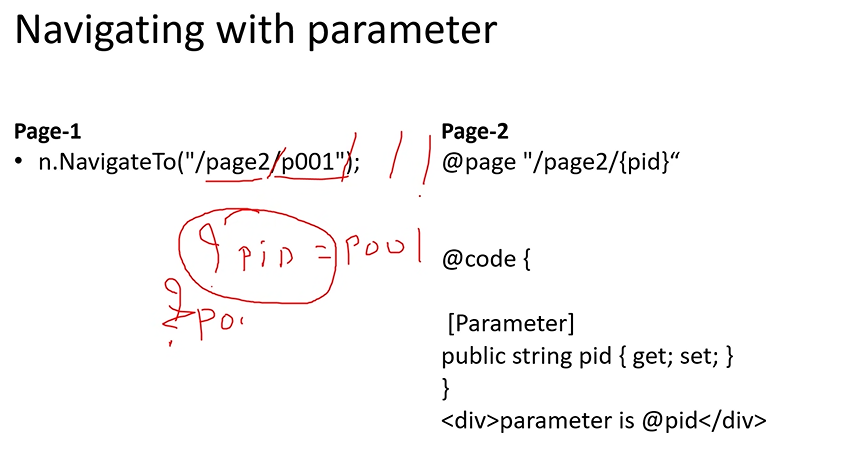 Navigating with parameter
Page-1
• n.NavigateTo("/page2/p001");
? PID = P001
? P0
Page-2
@page "/page2/{pid}“
@code {
[Parameter]
public string pid { get; set; }
}
<div>parameter is @pid</div>